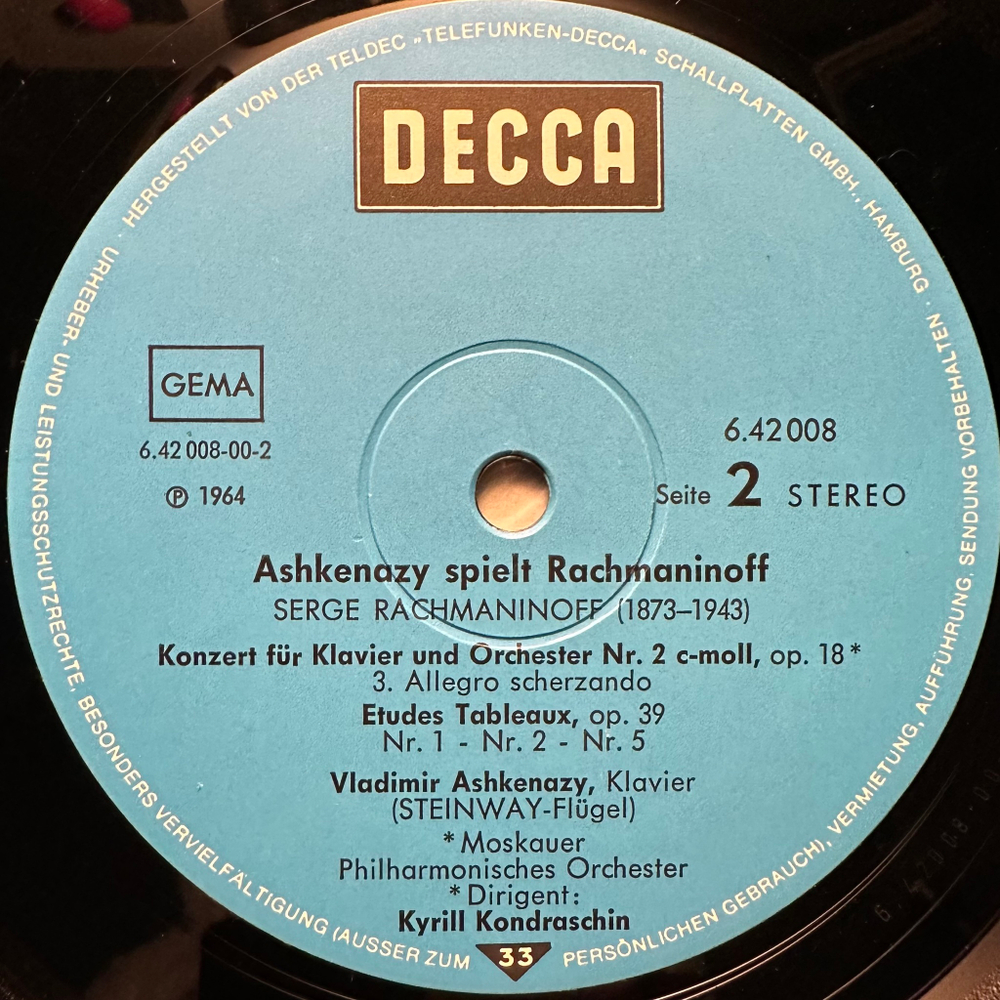 HERGESTELLT VON DER TELDEC „TELEFUNKEN-DECCA“ SCHALLPLATTEN GMBH., HAMBURG · URHEBER- UND LEISTUNGSSCHUTZRECHTE, BESONDERS VERVIELFÄLTIGUNG (AUSSER ZUM PERSÖNLICHEN GEBRAUCH), VERMIETUNG, AUFFÜHRUNG, SENDUNG VORBEHALTEN ·
DECCA
GEMA
6.42 008-00-2
℗ 1964
6.42 008
Seite 2 STEREO
Ashkenazy spielt Rachmaninoff
SERGE RACHMANINOFF (1873–1943)
Konzert für Klavier und Orchester Nr. 2 c-moll, op. 18*
3. Allegro scherzando
Etudes Tableaux, op. 39
Nr. 1 - Nr. 2 - Nr. 5
Vladimir Ashkenazy, Klavier
(STEINWAY-Flügel)
*Moskauer
Philharmonisches Orchester
*Dirigent:
Kyrill Kondraschin
33